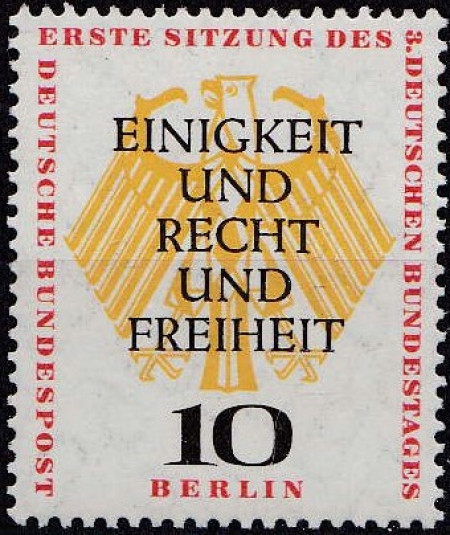 ERSTE SITZUNG DES
3. DEUTSCHEN BUNDESTAGES
DEUTSCHE BUNDESPOST
EINIGKEIT
UND
RECHT
UND
FREIHEIT
10
BERLIN